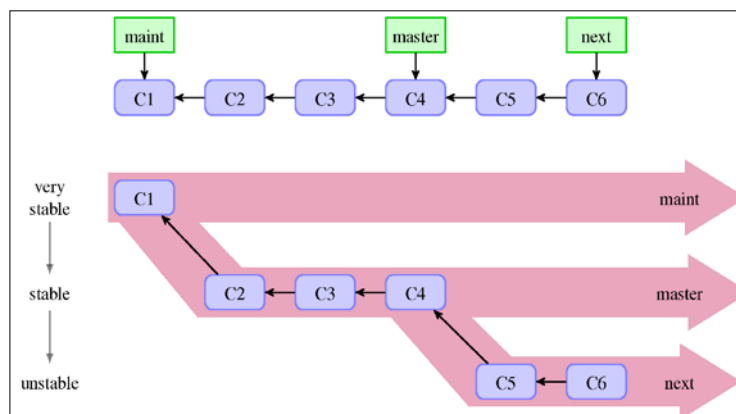 maint master next
C1 C2 C3 C4 C5 C6
very
stable
C1 maint
stable C2 C3 C4 master
unstable C5 C6 next